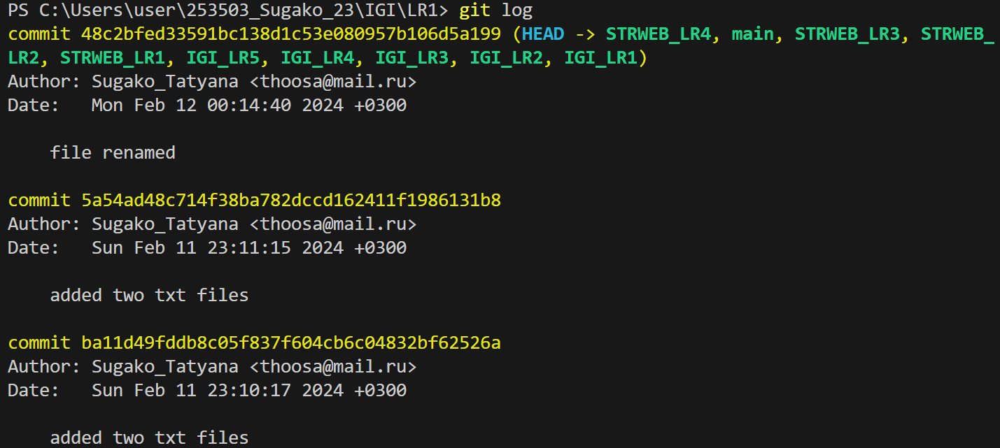 PS C:\Users\user\253503_Sugako_23\IGI\LR1> git log
commit 48c2bfed33591bc138d1c53e080957b106d5a199 (HEAD -> STRWEB_LR4, main, STRWEB_LR3, STRWEB_
LR2, STRWEB_LR1, IGI_LR5, IGI_LR4, IGI_LR3, IGI_LR2, IGI_LR1)
Author: Sugako_Tatyana <thoosa@mail.ru>
Date:   Mon Feb 12 00:14:40 2024 +0300
    file renamed
commit 5a54ad48c714f38ba782dccd162411f1986131b8
Author: Sugako_Tatyana <thoosa@mail.ru>
Date:   Sun Feb 11 23:11:15 2024 +0300
    added two txt files
commit ba11d49fddb8c05f837f604cb6c04832bf62526a
Author: Sugako_Tatyana <thoosa@mail.ru>
Date:   Sun Feb 11 23:10:17 2024 +0300
    added two txt files